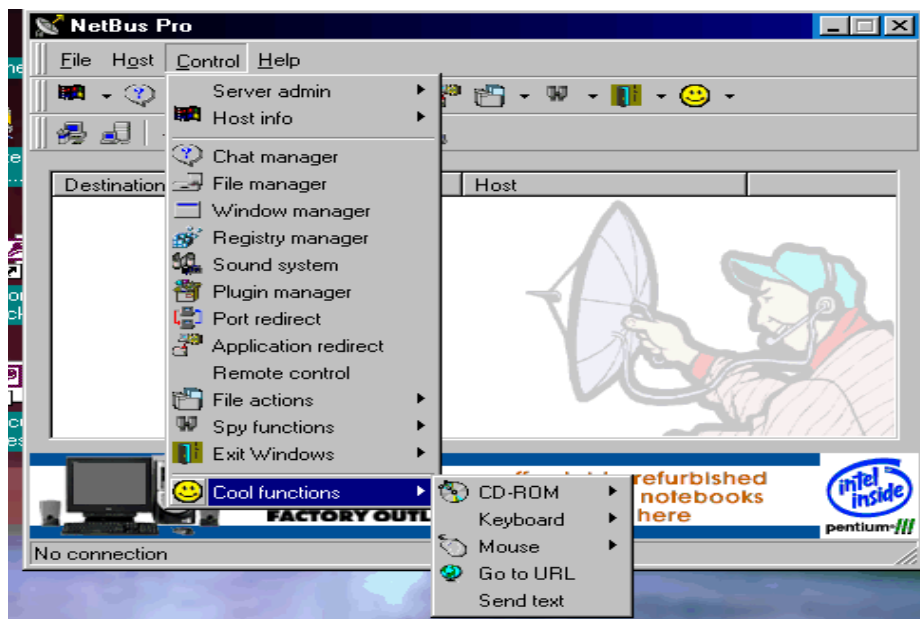 NetBus Pro
File Host Control Help
Server admin
Host info
Chat manager
File manager
Window manager
Registry manager
Sound system
Plugin manager
Port redirect
Application redirect
Remote control
File actions
Spy functions
Exit Windows
Cool functions
Destination
Host
CD-ROM
Keyboard
Mouse
Go to URL
Send text
refurbished
notebooks
here
FACTORY OUTL
intel
inside
pentium
No connection